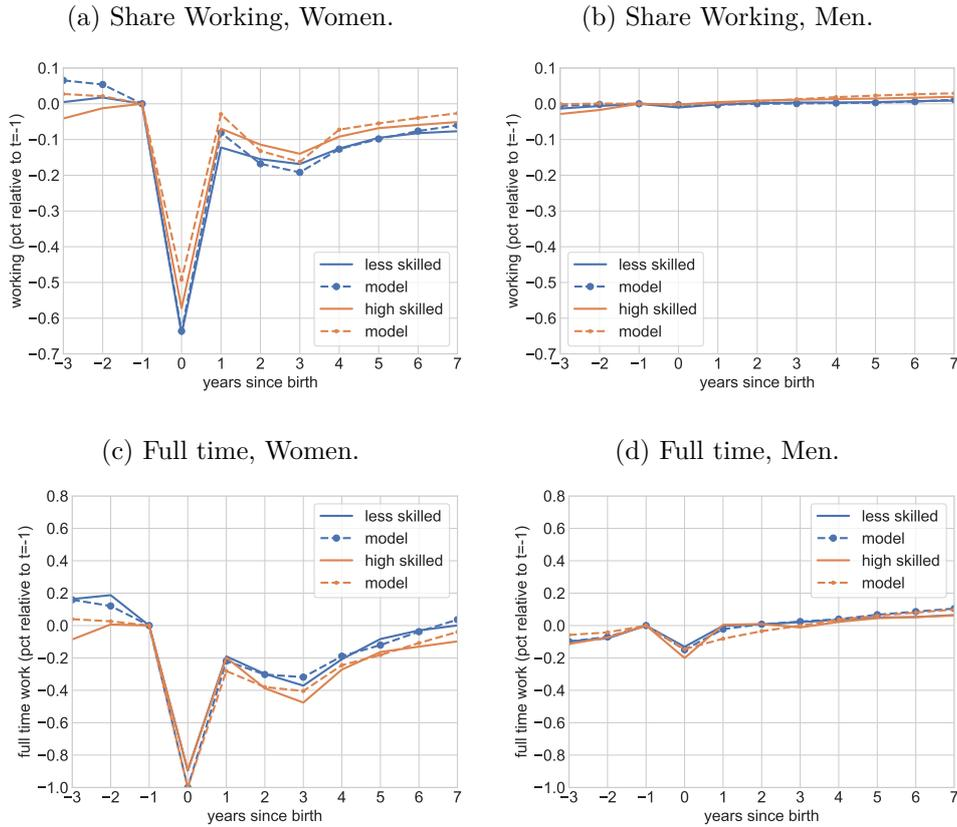 (a) Share Working, Women.
0.1
0.0
−0.1
−0.2
−0.3
−0.4
−0.5
−0.6
−0.7
working (pct relative to t=-1)
less skilled
model
high skilled
model
−3 −2 −1 0 1 2 3 4 5 6 7
years since birth
(b) Share Working, Men.
0.1
0.0
−0.1
−0.2
−0.3
−0.4
−0.5
−0.6
−0.7
working (pct relative to t=-1)
less skilled
model
high skilled
model
−3 −2 −1 0 1 2 3 4 5 6 7
years since birth
(c) Full time, Women.
0.8
0.6
0.4
0.2
0.0
−0.2
−0.4
−0.6
−0.8
−1.0
full time work (pct relative to t=-1)
less skilled
model
high skilled
model
−3 −2 −1 0 1 2 3 4 5 6 7
years since birth
(d) Full time, Men.
0.8
0.6
0.4
0.2
0.0
−0.2
−0.4
−0.6
−0.8
−1.0
full time work (pct relative to t=-1)
less skilled
model
high skilled
model
−3 −2 −1 0 1 2 3 4 5 6 7
years since birth